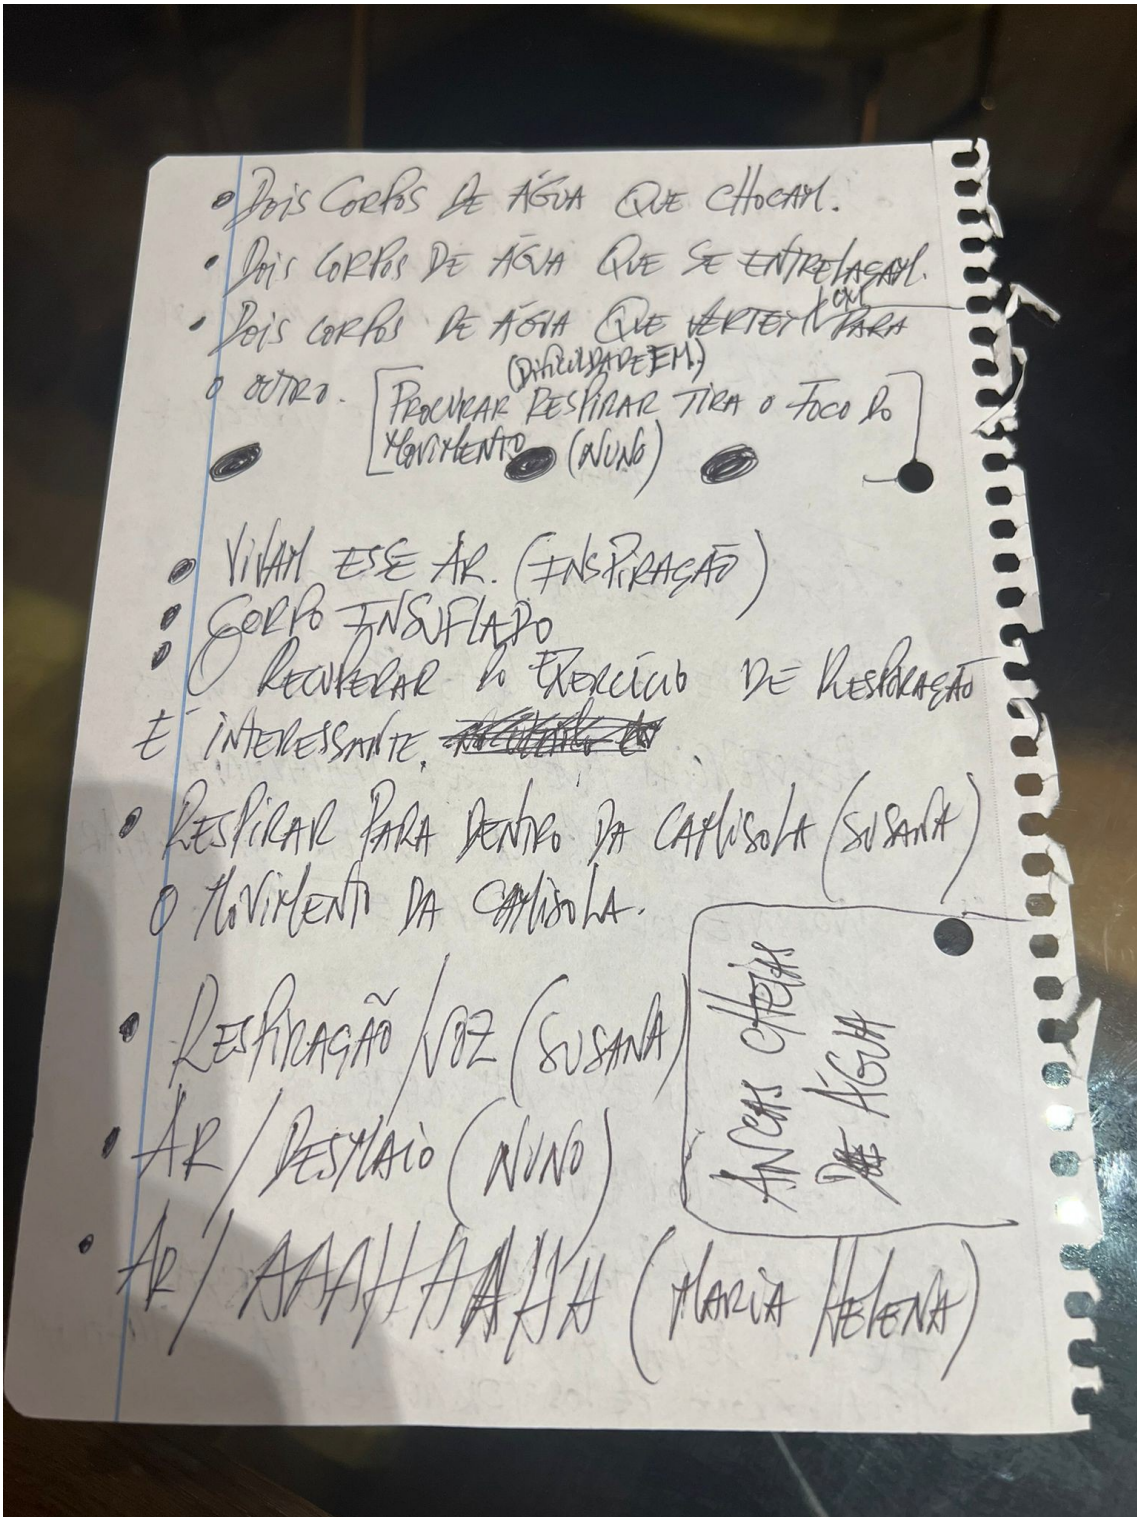 • Dois CORPOS DE ÁGUA QUE CHOCAM.
• Dois CORPOS DE ÁGUA QUE SE ENTRELAÇAM.
• Dois CORPOS DE ÁGUA QUE VERTEM PARA
O OUTRO.
(DIFICULDADE EM)
PROCURAR RESPIRAR TIRA O FOCO DO
MOVIMENTO (NUNO)
• VIVAM ESSE AR. (INSPIRAÇÃO)
• CORPO INSUFLADO
• O RECUPERAR DO EXERCÍCIO DE RESPIRAÇÃO
É INTERESSANTE.
• RESPIRAR PARA DENTRO DA CAMISOLA (SUSANA)
O MOVIMENTO DA CAMISOLA.
• RESPIRAÇÃO / VOZ (SUSANA)
ANCAS CHEIAS
DE ÁGUA
• AR / DESMAIO (NUNO)
• AR / AAAHHAHH (MARIA HELENA)